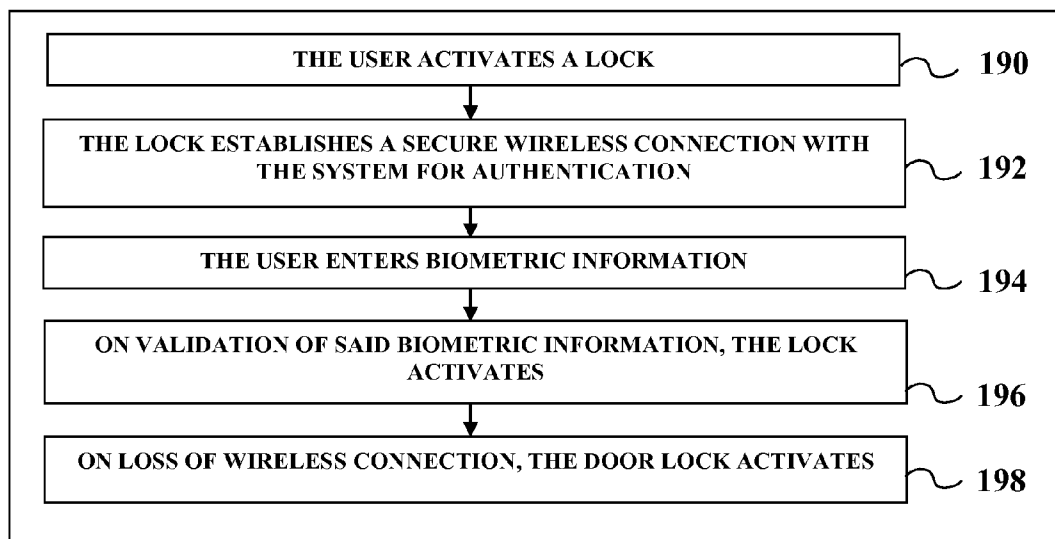 THE USER ACTIVATES A LOCK
190
THE LOCK ESTABLISHES A SECURE WIRELESS CONNECTION WITH
THE SYSTEM FOR AUTHENTICATION
192
THE USER ENTERS BIOMETRIC INFORMATION
194
ON VALIDATION OF SAID BIOMETRIC INFORMATION, THE LOCK
ACTIVATES
196
ON LOSS OF WIRELESS CONNECTION, THE DOOR LOCK ACTIVATES
198